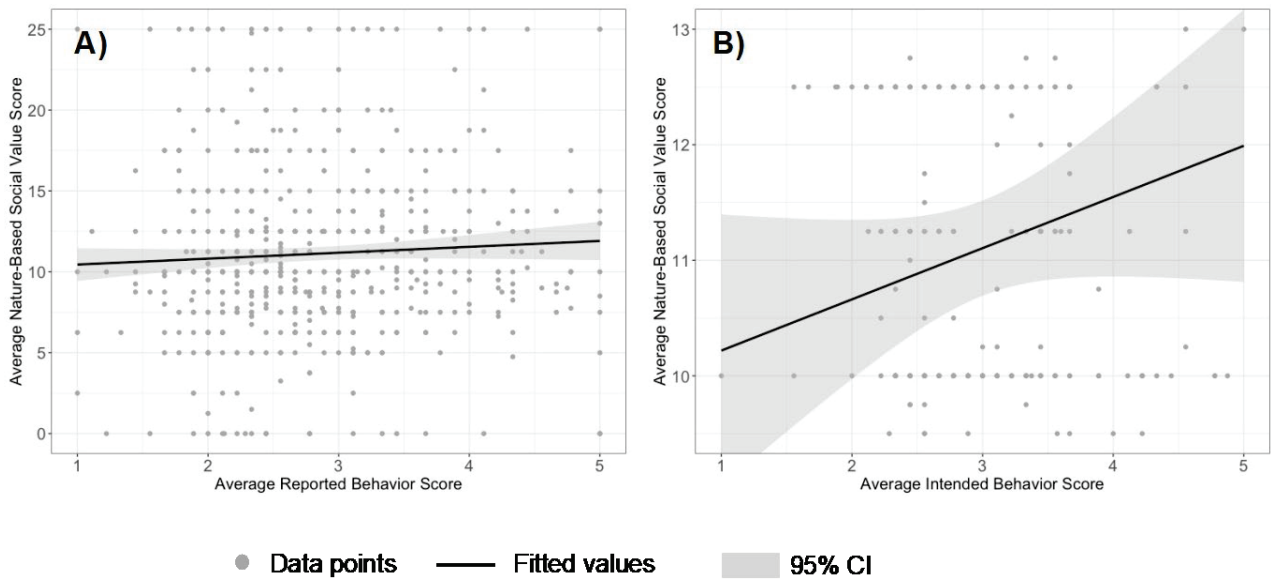 A)
Average Nature-Based Social Value Score
25
20
15
10
5
0
1 2 3 4 5
Average Reported Behavior Score
B)
Average Nature-Based Social Value Score
13
12
11
10
1 2 3 4 5
Average Intended Behavior Score
Data points Fitted values 95% CI